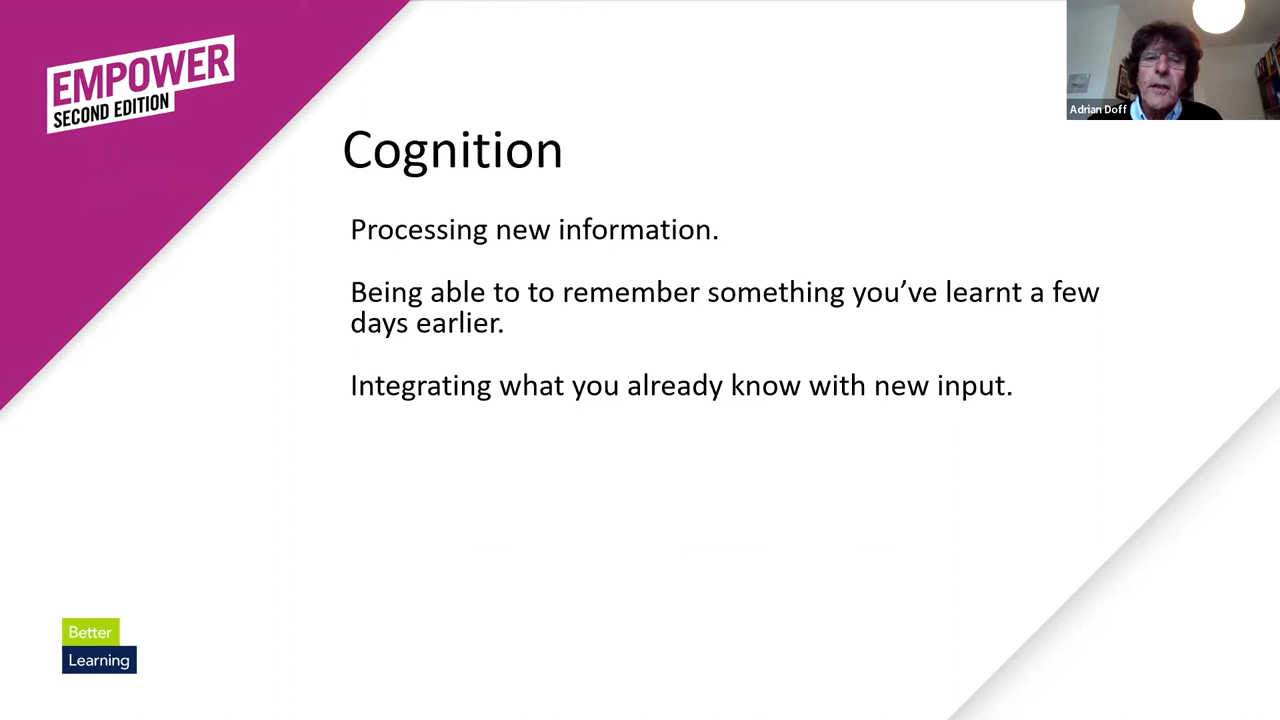 EMPOWER
SECOND EDITION
Adrian Doff
Cognition
Processing new information.
Being able to to remember something you’ve learnt a few
days earlier.
Integrating what you already know with new input.
Better
Learning